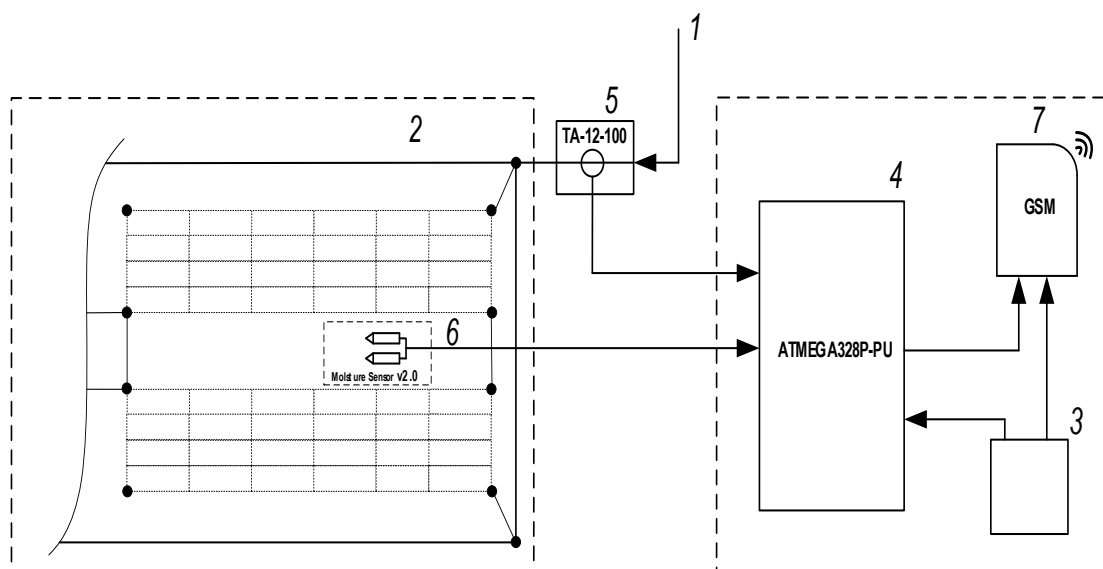 1
5
TA-12-100
2
7
4
GSM
6
ATMEGA328P-PU
Moisture Sensor v2.0
3